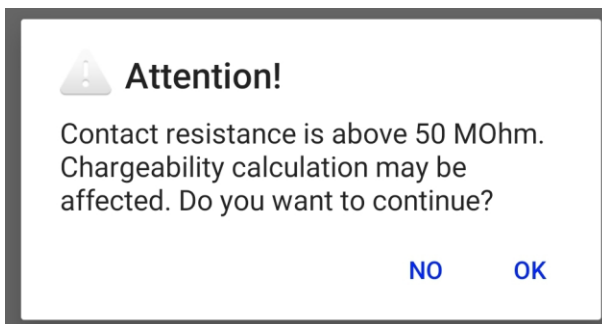 Attention!
Contact resistance is above 50 MOhm.
Chargeability calculation may be
affected. Do you want to continue?
NO OK